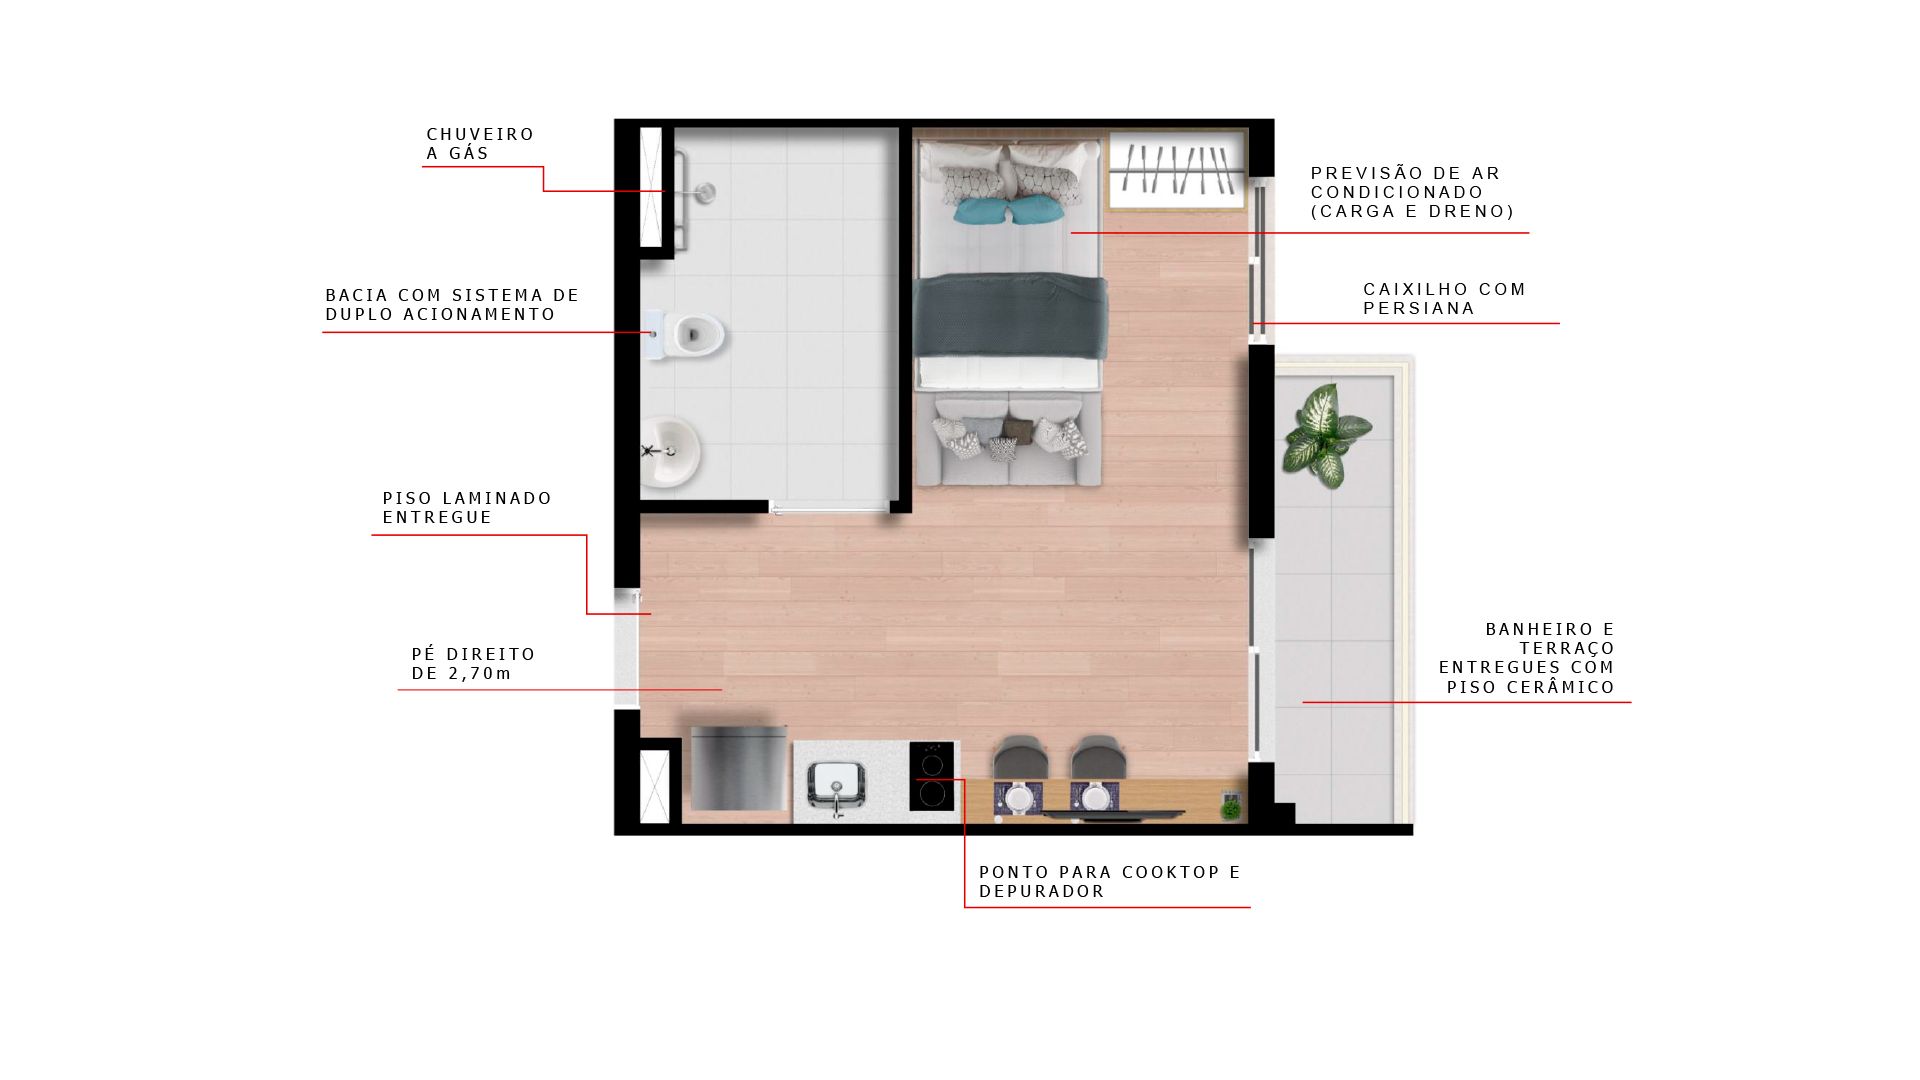 CHUVEIRO
A GÁS
BACIA COM SISTEMA DE
DUPLO ACIONAMENTO
PISO LAMINADO
ENTREGUE
PÉ DIREITO
DE 2,70m
PREVISÃO DE AR
CONDICIONADO
(CARGA E DRENO)
CAIXILHO COM
PERSIANA
BANHEIRO E
TERRAÇO
ENTREGUES COM
PISO CERÂMICO
PONTO PARA COOKTOP E
DEPURADOR